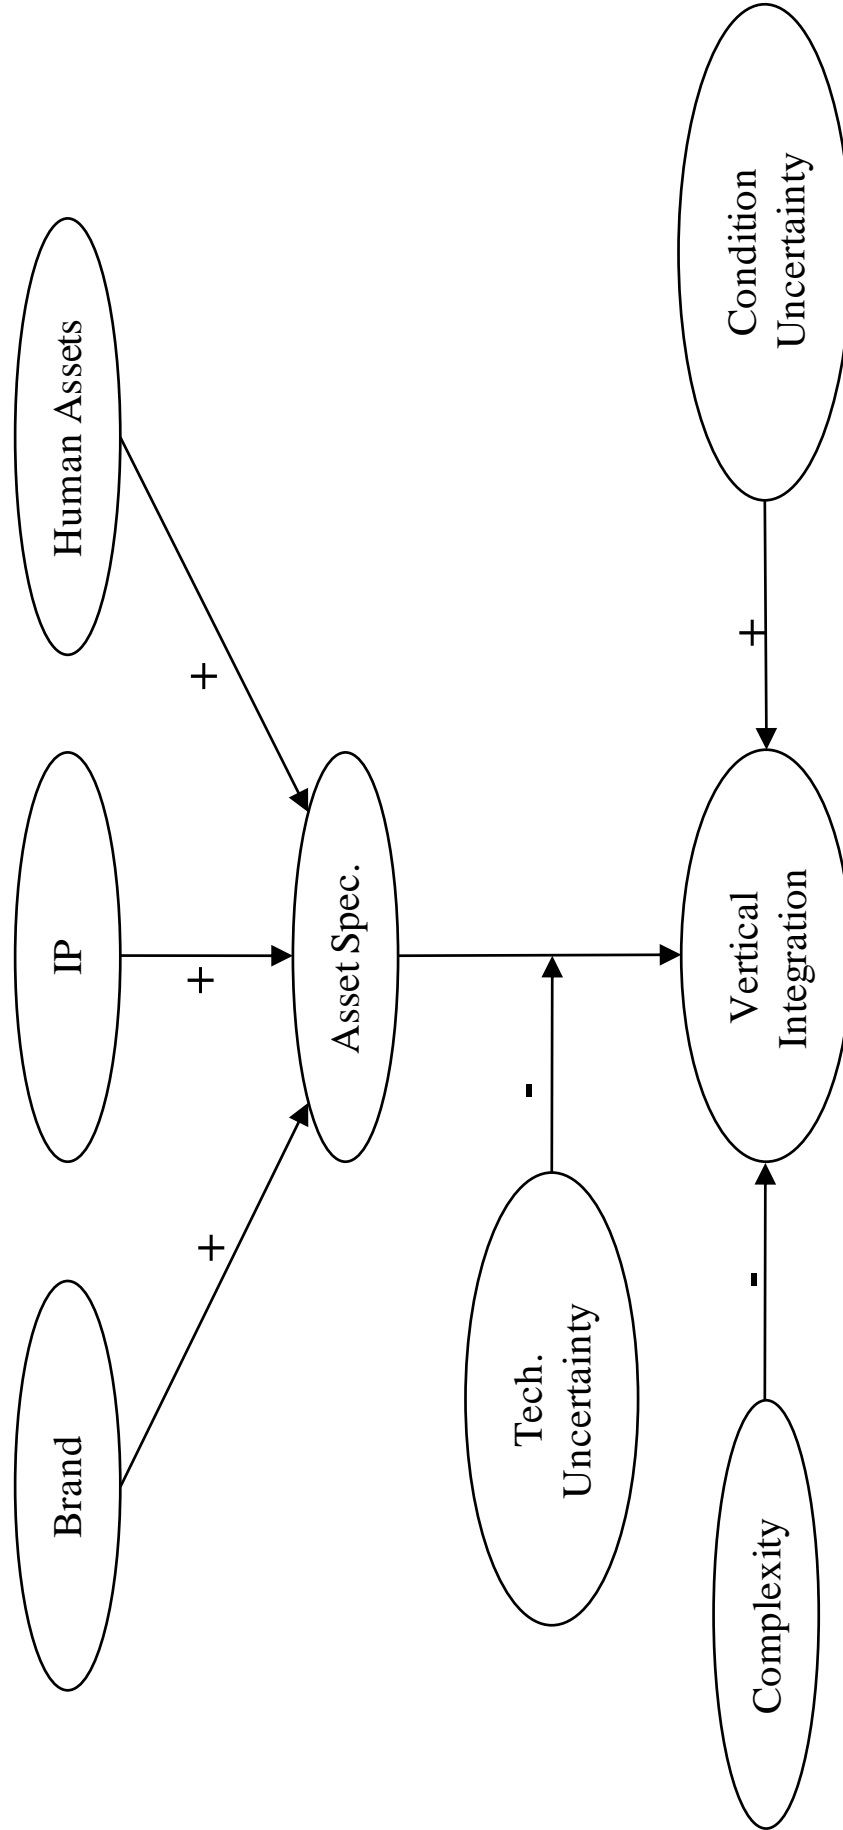 Brand
IP
Human Assets
+
+
+
Asset Spec.
Tech.
Uncertainty
-
Complexity
-
Vertical
Integration
+
Condition
Uncertainty